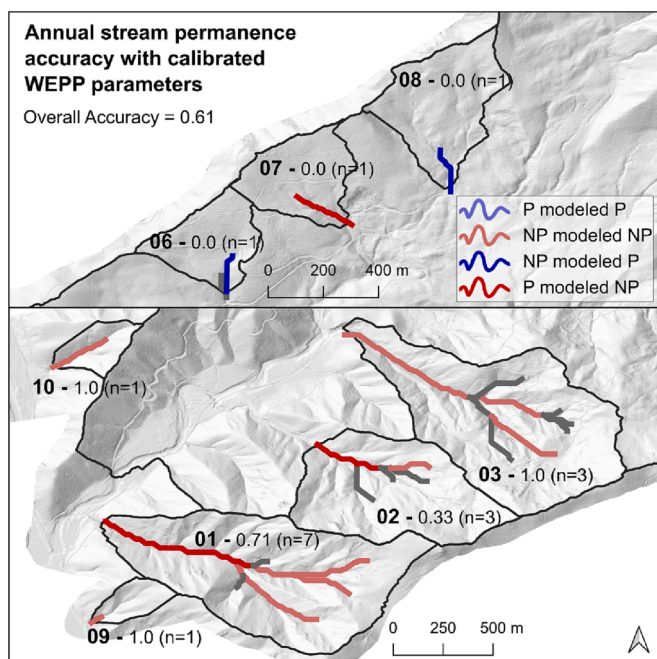 Annual stream permanence
accuracy with calibrated
WEPP parameters
Overall Accuracy = 0.61
08 - 0.0 (n=1)
07 - 0.0 (n=1)
06 - 0.0 (n=1)
0 200 400 m
P modeled P
NP modeled NP
NP modeled P
P modeled NP
10 - 1.0 (n=1)
03 - 1.0 (n=3)
02 - 0.33 (n=3)
01 - 0.71 (n=7)
09 - 1.0 (n=1)
0 250 500 m